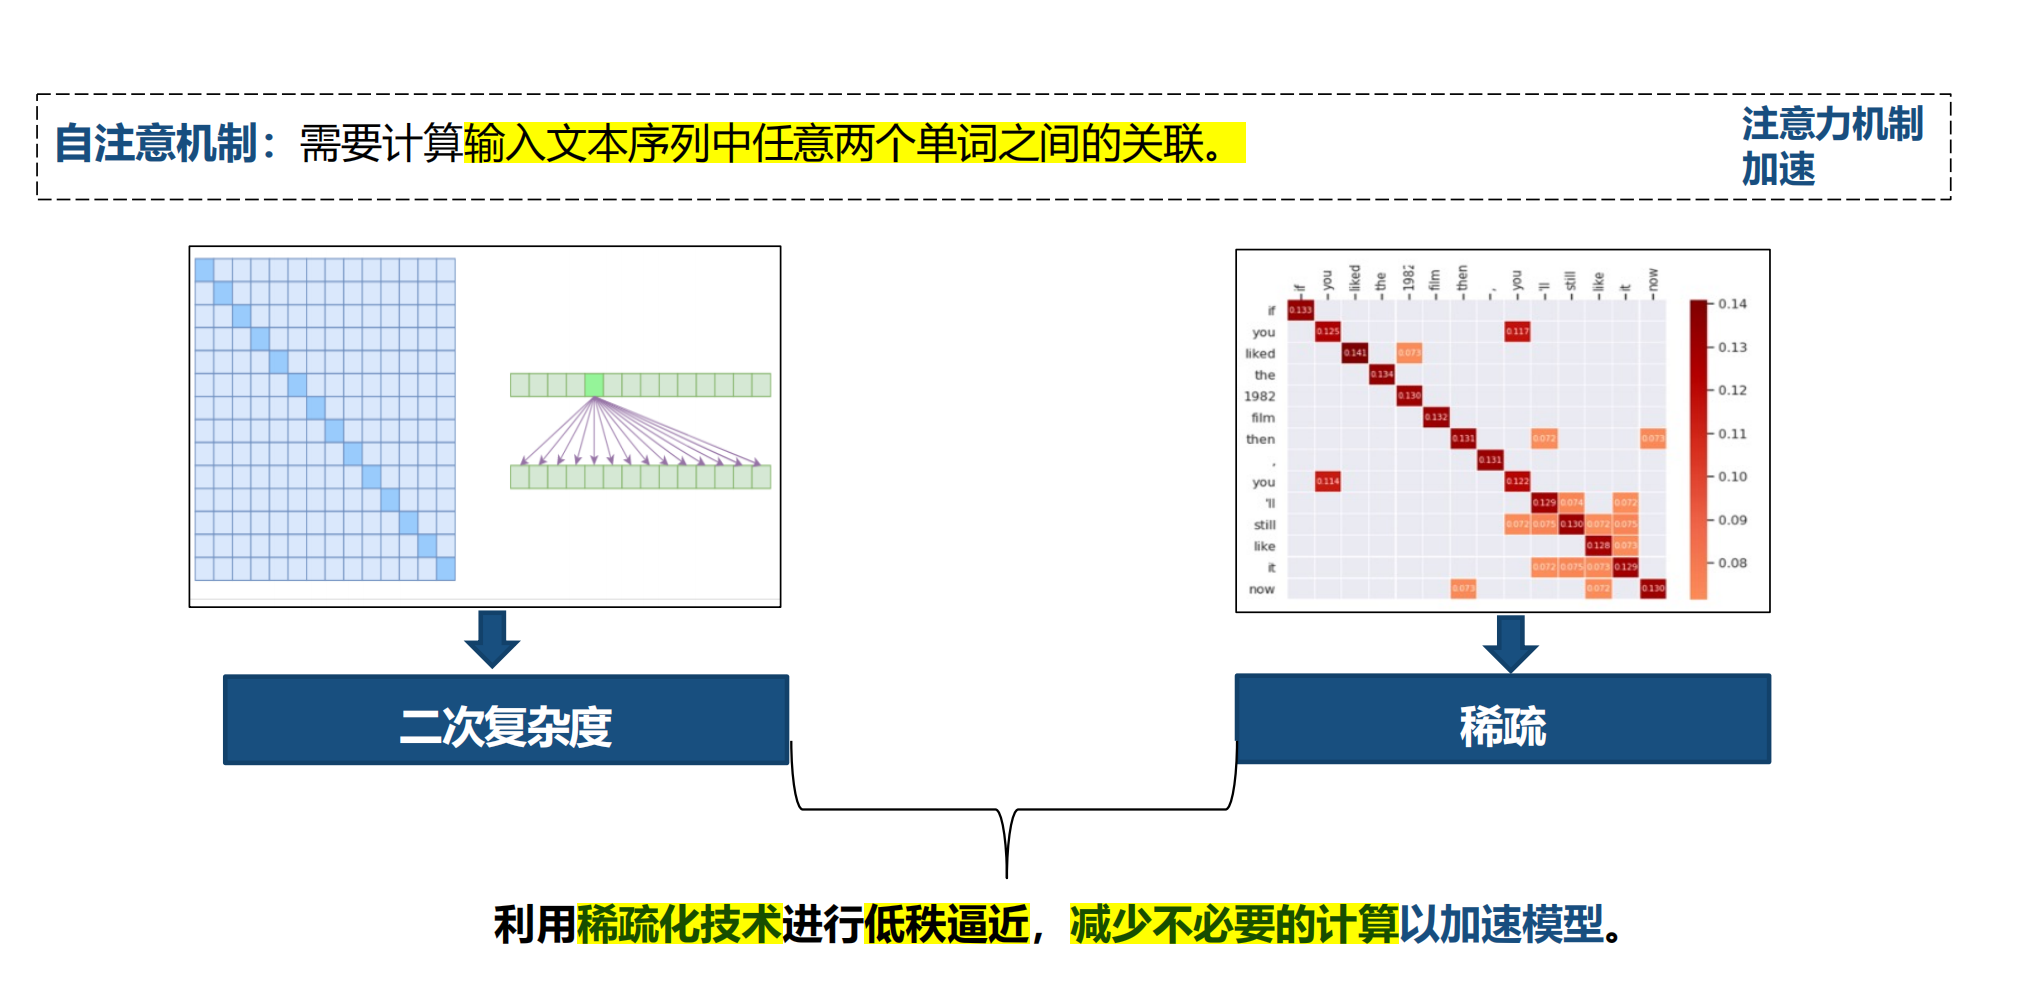 自注意机制：需要计算输入文本序列中任意两个单词之间的关联。
注意力机制
加速
if you liked the 1982 film then , you 'll still like it now
if 0.133
you 0.125 0.117
liked 0.141 0.073
the 0.134
1982 0.130
film 0.132
then 0.131 0.072 0.073
, 0.131
you 0.114 0.122
'll 0.129 0.074 0.072
still 0.072 0.075 0.130 0.072 0.075
like 0.128 0.073
it 0.072 0.075 0.073 0.129
now 0.073 0.072 0.130
0.14
0.13
0.12
0.11
0.10
0.09
0.08
二次复杂度
稀疏
利用稀疏化技术进行低秩逼近，减少不必要的计算以加速模型。